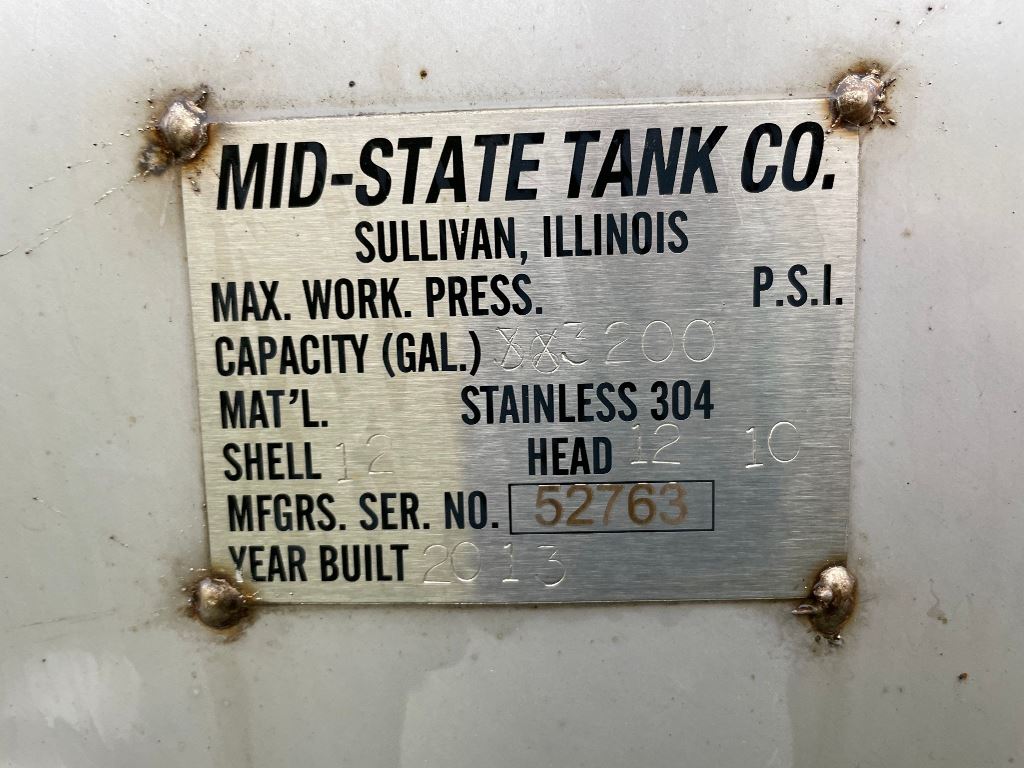 MID-STATE TANK CO.
SULLIVAN, ILLINOIS
MAX. WORK. PRESS. P.S.I.
CAPACITY (GAL.) 3200
MAT'L. STAINLESS 304
SHELL 12 HEAD 12 10
MFGRS. SER. NO. 52763
YEAR BUILT 2013